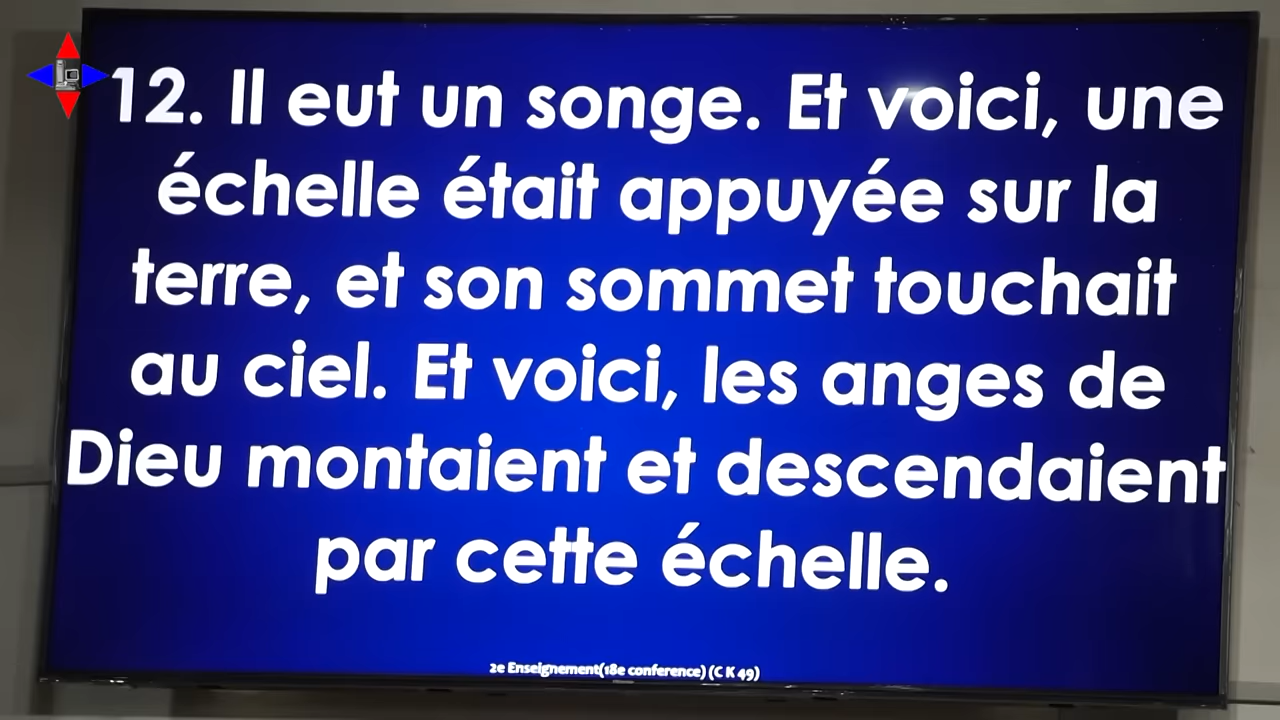 12. Il eut un songe. Et voici, une
échelle était appuyée sur la
terre, et son sommet touchait
au ciel. Et voici, les anges de
Dieu montaient et descendaient
par cette échelle.
2e Enseignement(18e conference) (C K 49)